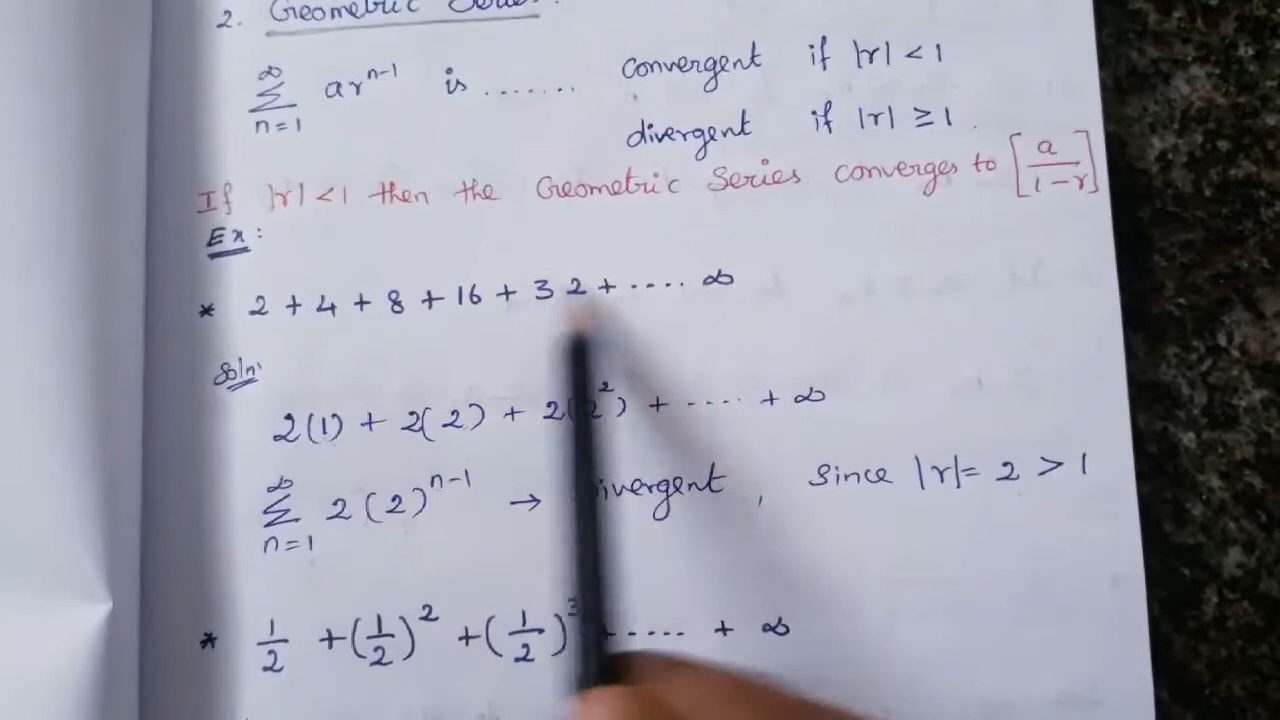 2. Geometric Series.
∞
Σ ar^(n-1) is ....... convergent if |r| < 1
n=1
divergent if |r| ≥ 1.
If |r| < 1 then the Geometric Series converges to [a/(1-r)]
Ex:
* 2 + 4 + 8 + 16 + 32 + .... ∞
Soln:
2(1) + 2(2) + 2(2²) + .... + ∞
∞
Σ 2(2)^(n-1) → divergent, Since |r| = 2 > 1
n=1
* 1/2 + (1/2)² + (1/2)³ ..... + ∞